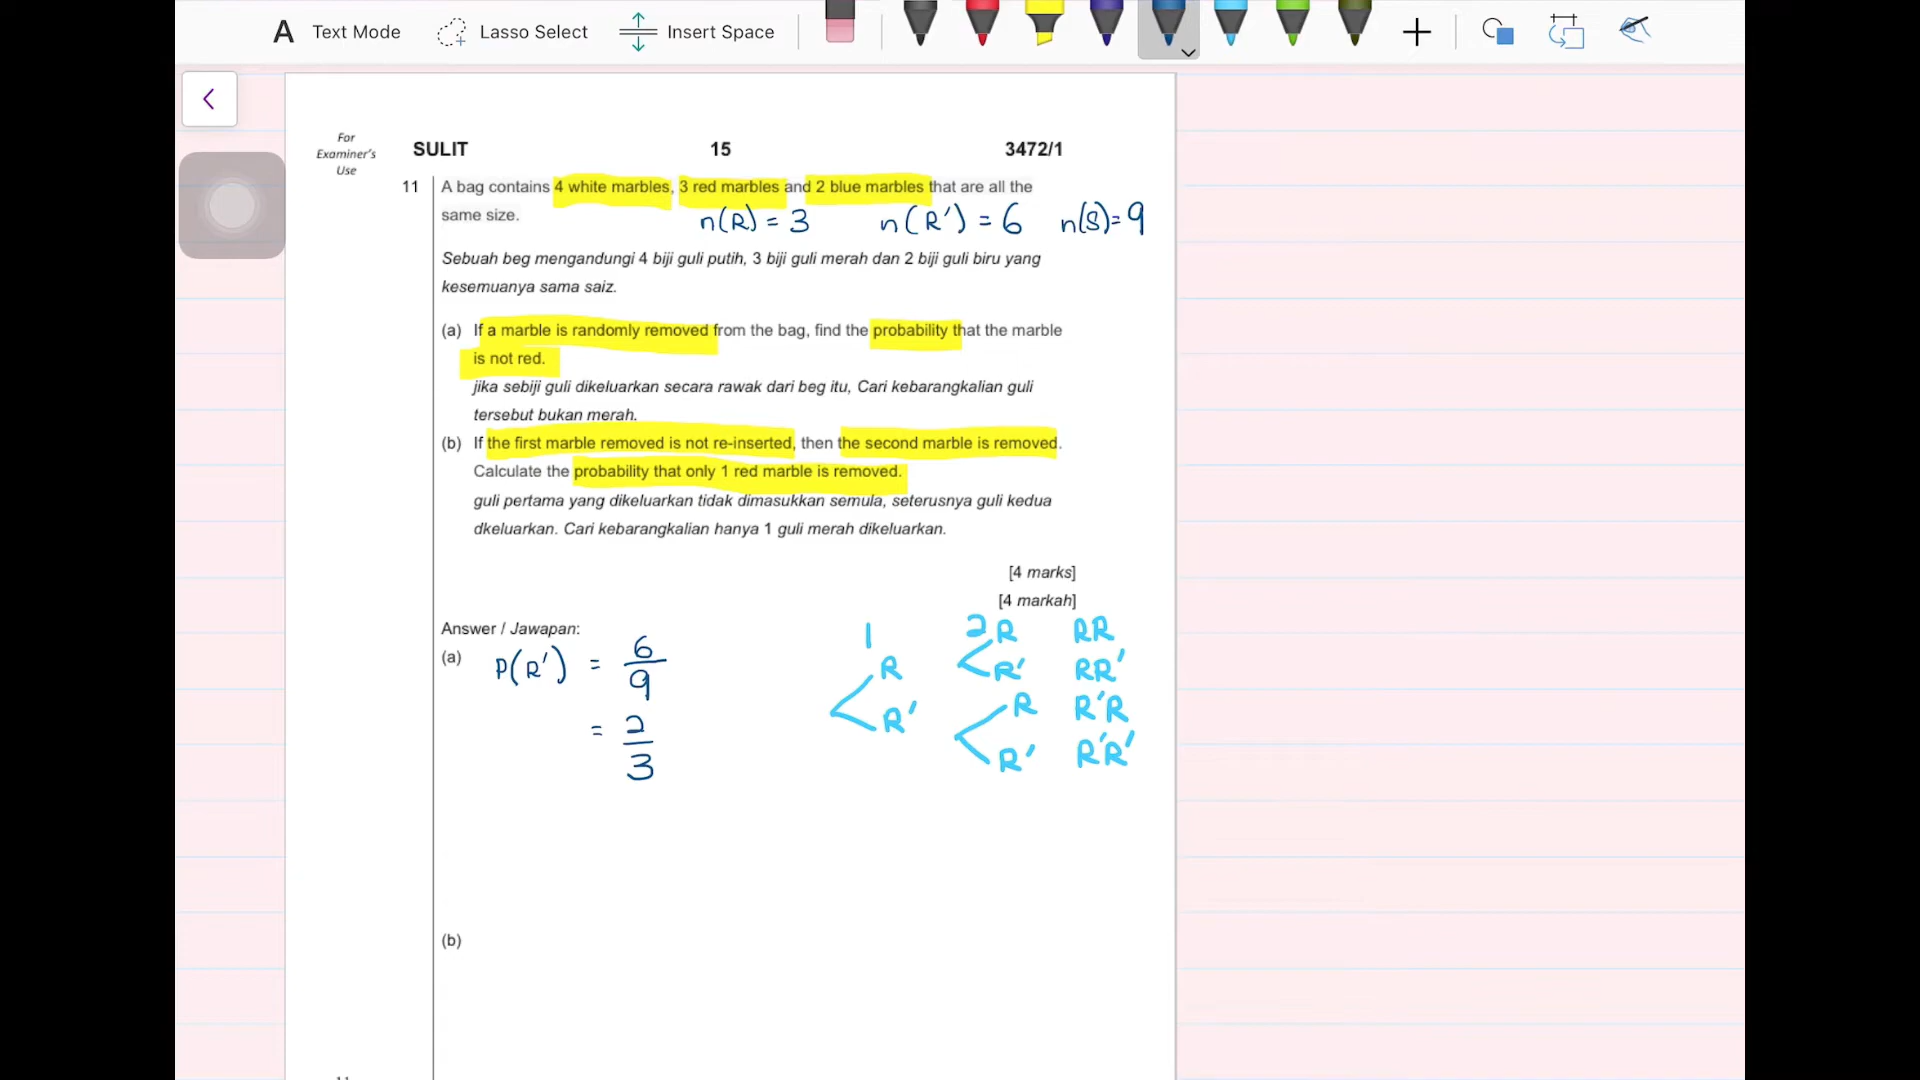 A Text Mode Lasso Select Insert Space
For
Examiner's
Use
SULIT 15 3472/1
11 A bag contains 4 white marbles, 3 red marbles and 2 blue marbles that are all the
same size.
n(R) = 3 n(R') = 6 n(S) = 9
Sebuah beg mengandungi 4 biji guli putih, 3 biji guli merah dan 2 biji guli biru yang
kesemuanya sama saiz.
(a) If a marble is randomly removed from the bag, find the probability that the marble
is not red.
jika sebiji guli dikeluarkan secara rawak dari beg itu, Cari kebarangkalian guli
tersebut bukan merah.
(b) If the first marble removed is not re-inserted, then the second marble is removed.
Calculate the probability that only 1 red marble is removed.
guli pertama yang dikeluarkan tidak dimasukkan semula, seterusnya guli kedua
dkeluarkan. Cari kebarangkalian hanya 1 guli merah dikeluarkan.
[4 marks]
[4 markah]
Answer / Jawapan:
(a) P(R') = 6/9
= 2/3
1 2
R R RR
R' RR'
R' R R'R
R' R'R'
(b)